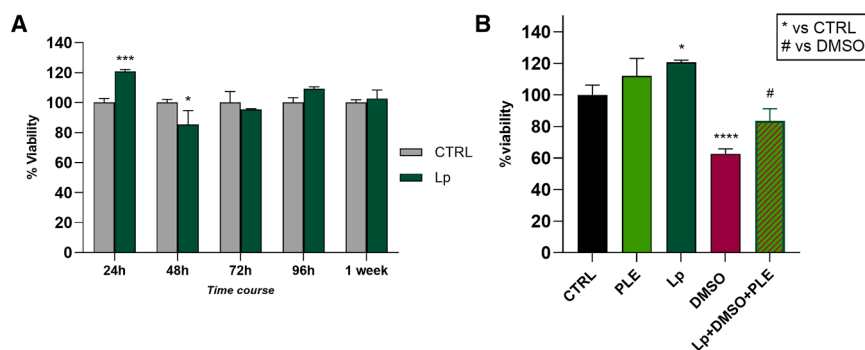 A
% Viability
140
120
100
80
60
40
20
0
***
*
24h
48h
72h
96h
1 week
Time course
CTRL
Lp
B
* vs CTRL
# vs DMSO
%viability
140
120
100
80
60
40
20
0
*
****
#
CTRL
PLE
Lp
DMSO
Lp+DMSO+PLE